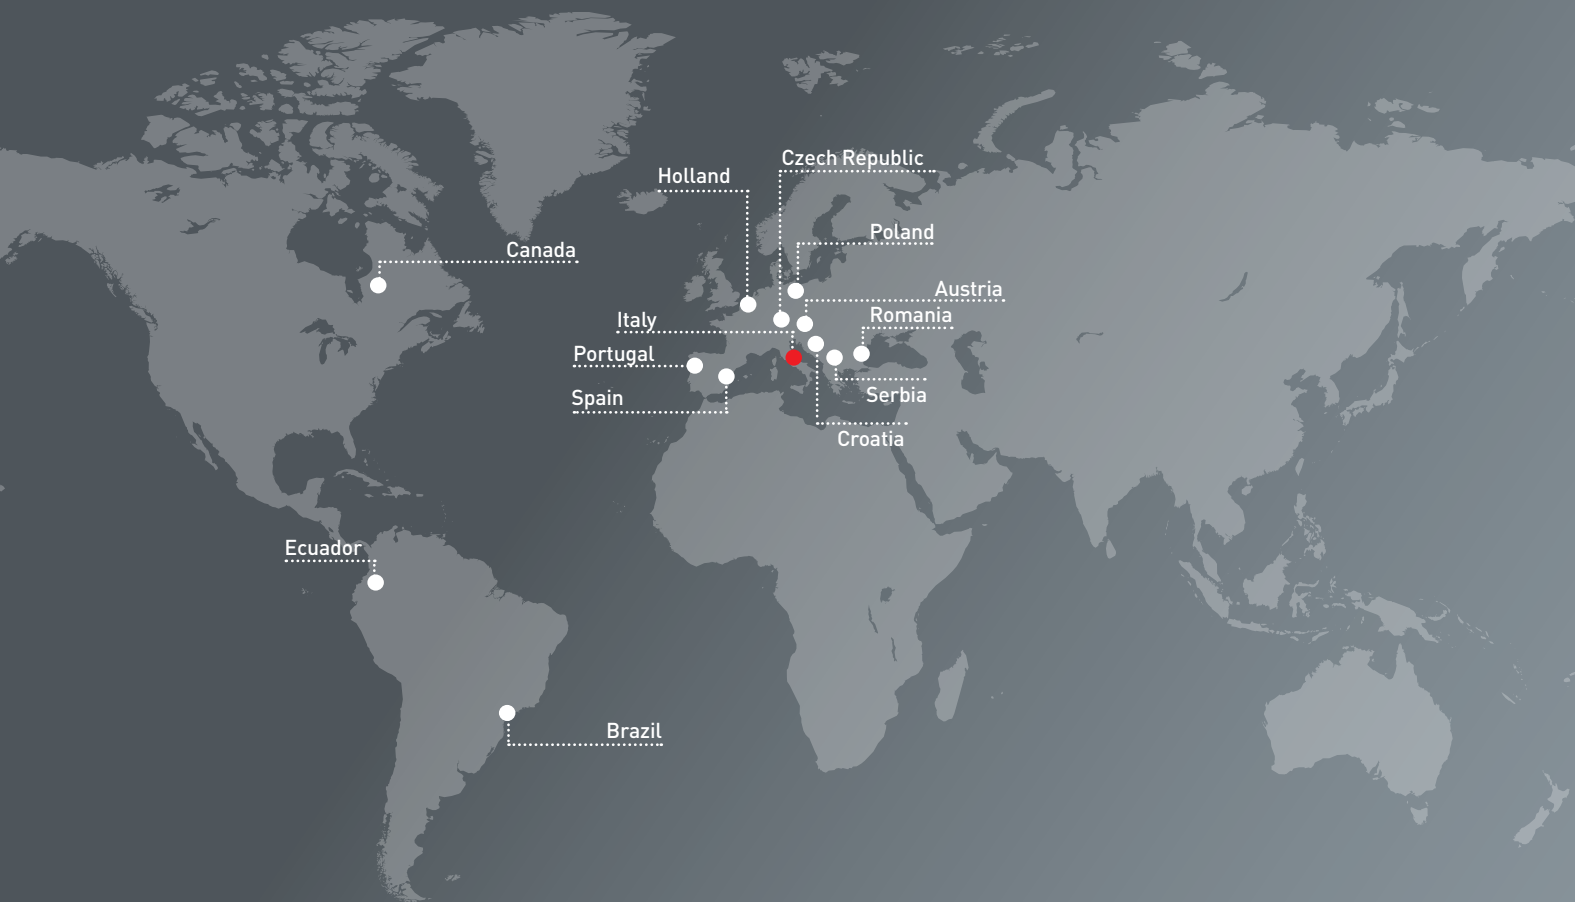 Czech Republic
Holland
Poland
Canada
Austria
Romania
Italy
Portugal
Spain
Serbia
Croatia
Ecuador
Brazil